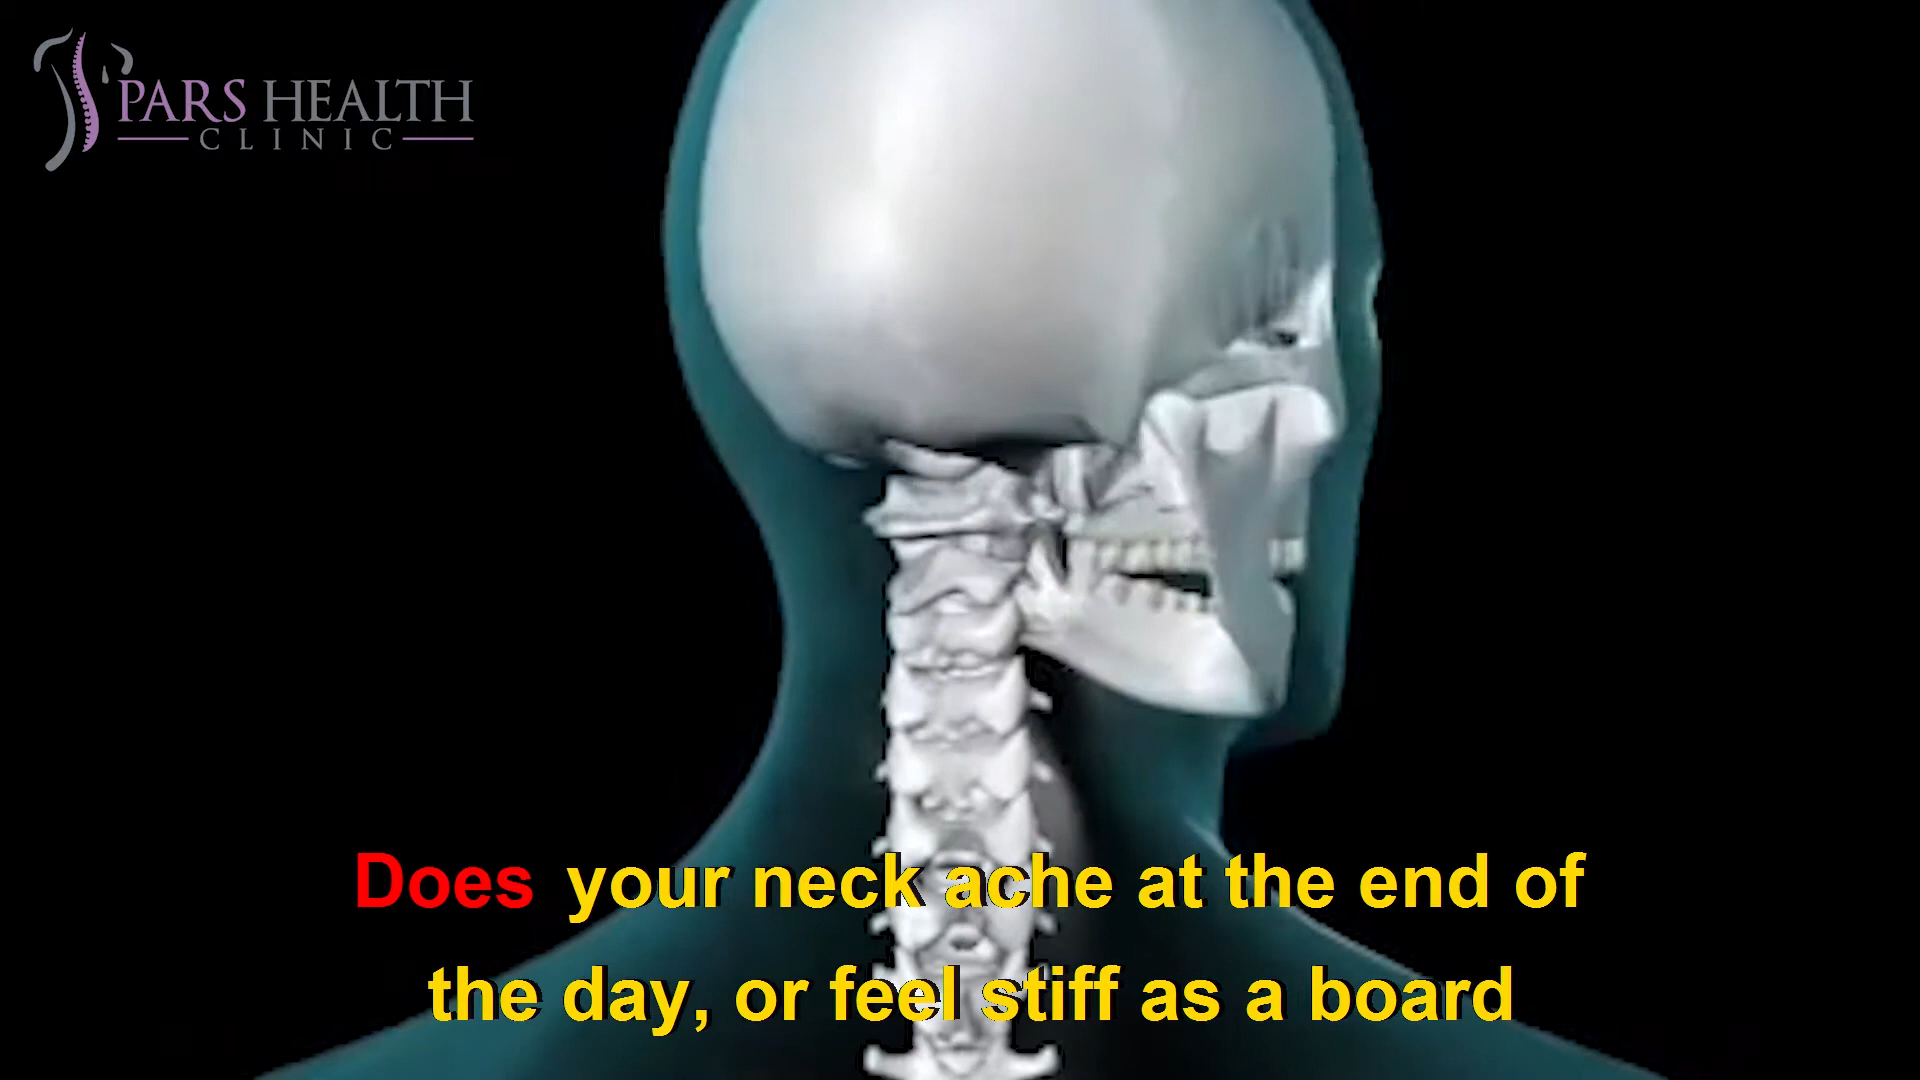 PARS HEALTH
CLINIC
Does your neck ache at the end of
the day, or feel stiff as a board